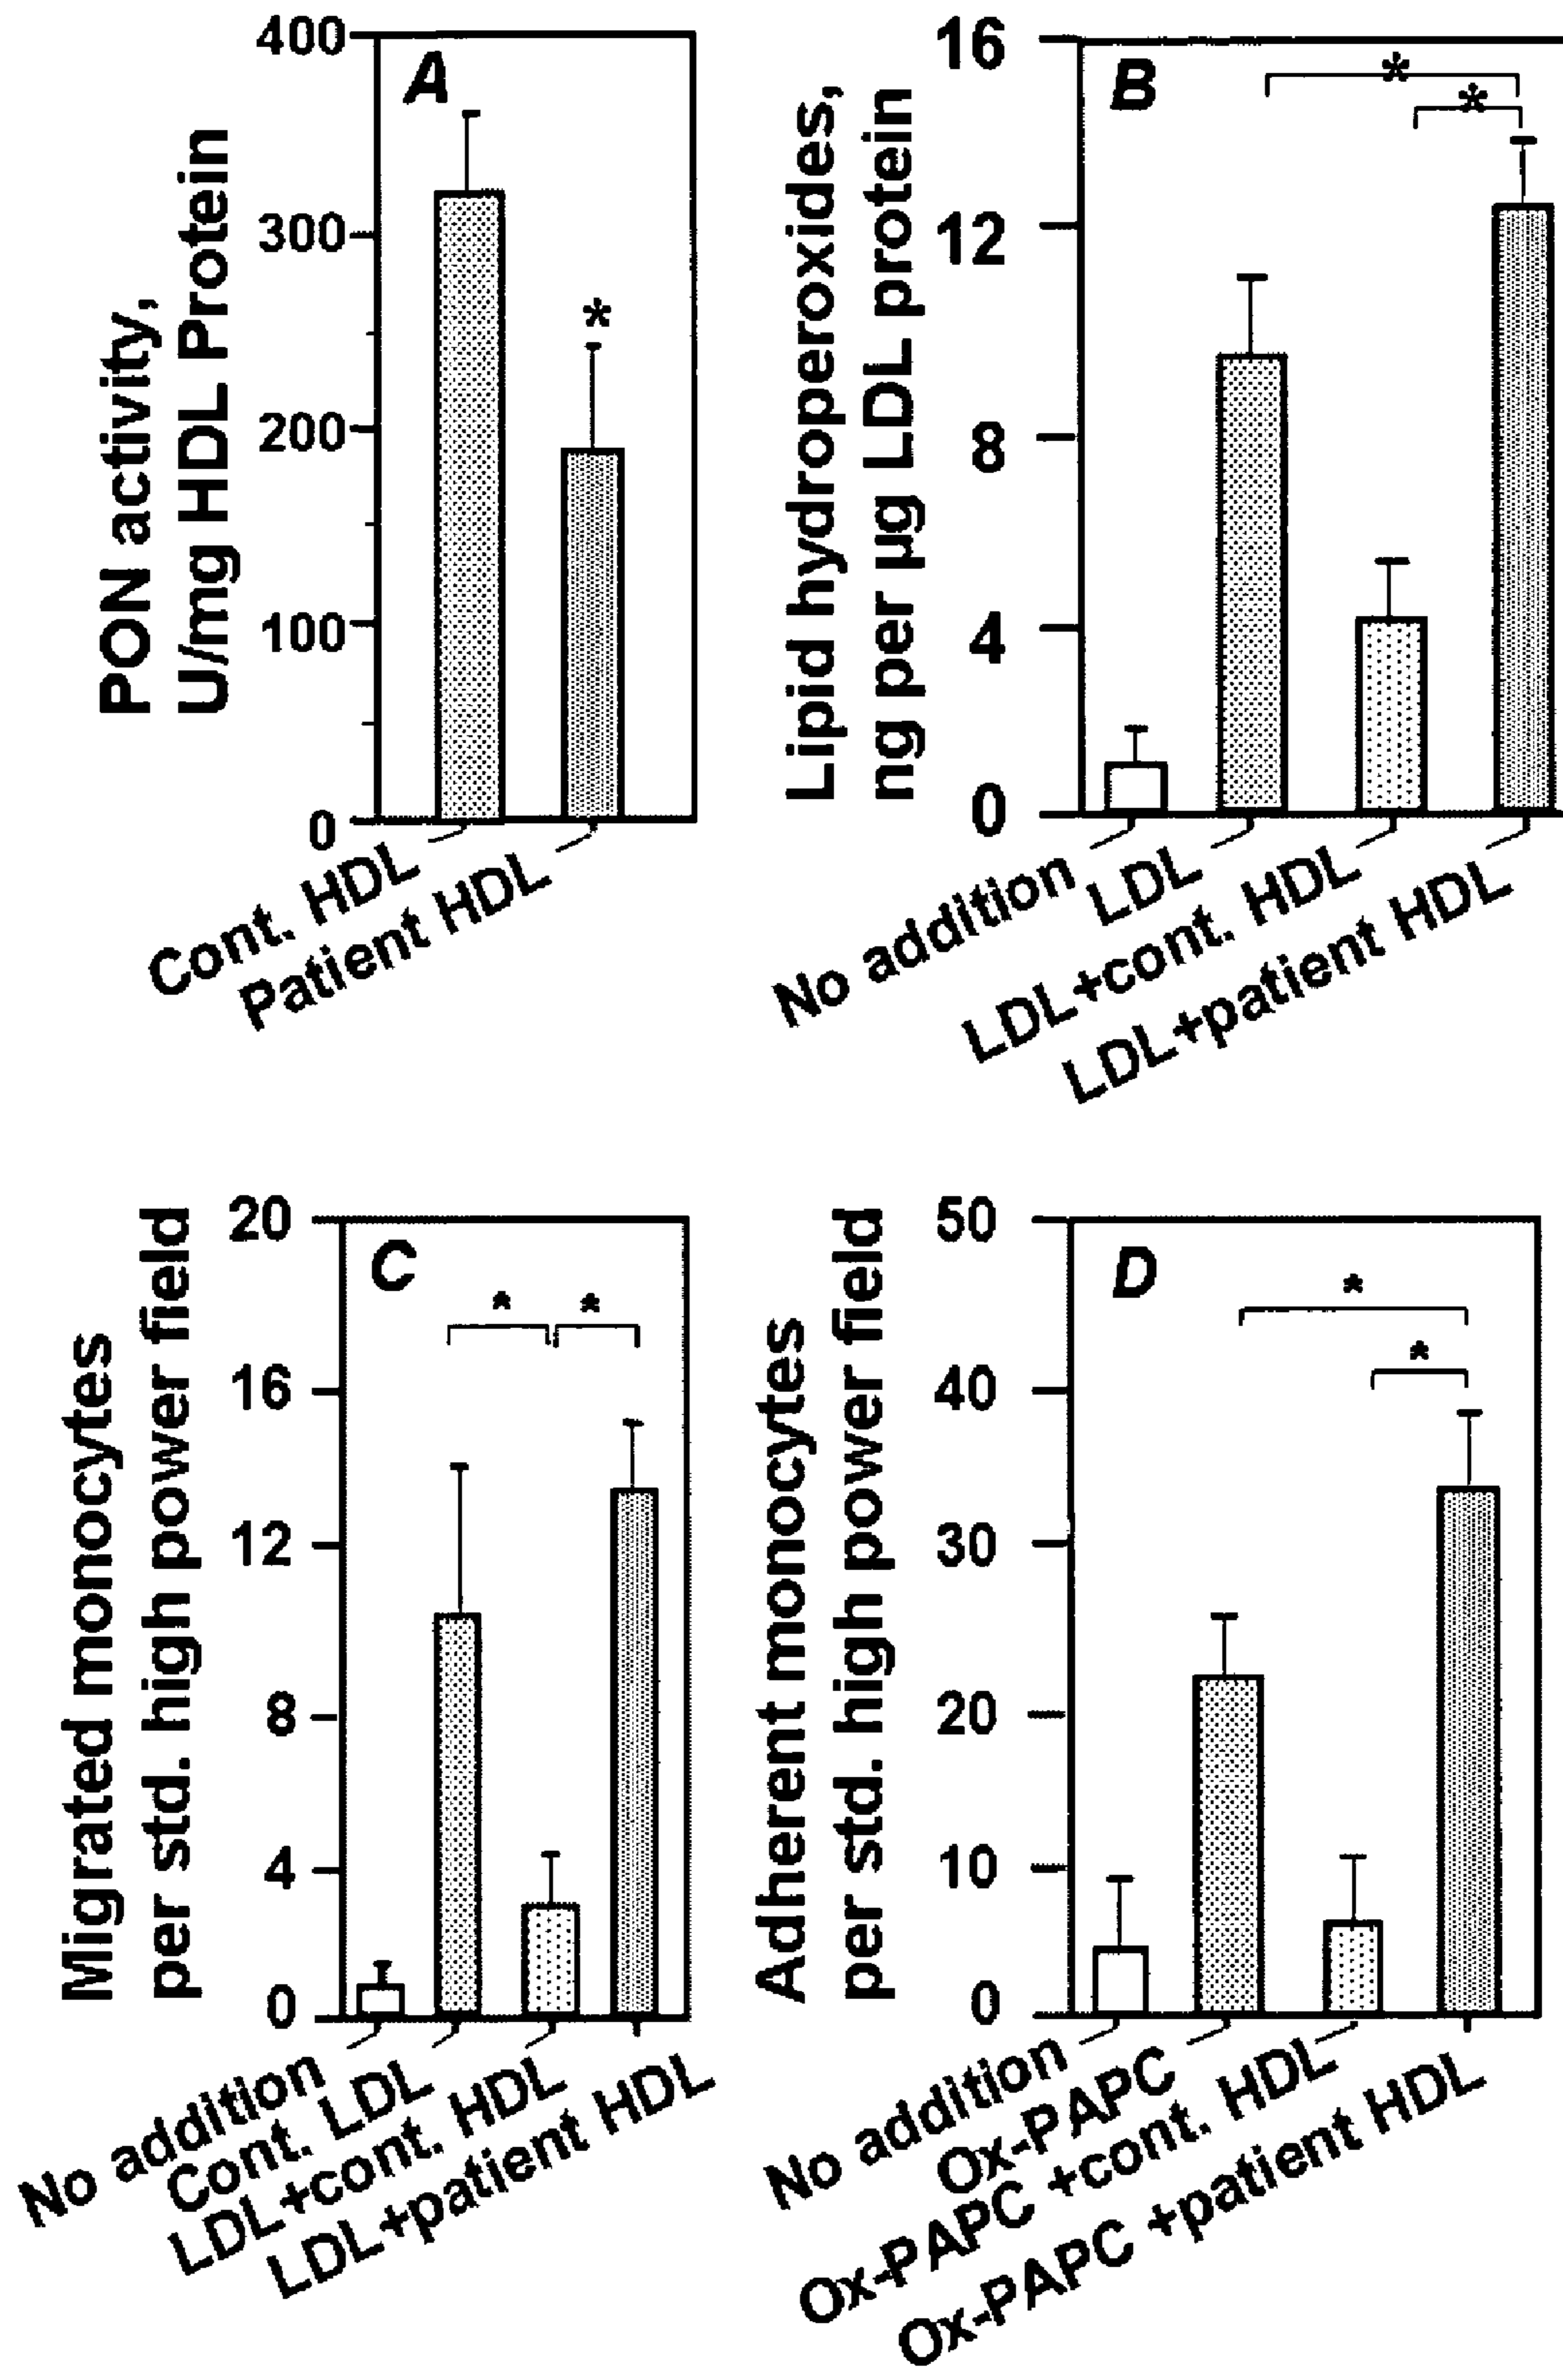 A
PON activity,
U/mg HDL Protein
400
300
200
100
0
*
Cont. HDL
Patient HDL
B
Lipid hydroperoxides,
ng per µg LDL protein
16
12
8
4
0
*
*
No addition
LDL
LDL+cont. HDL
LDL+patient HDL
C
Migrated monocytes
per std. high power field
20
16
12
8
4
0
*
*
No addition
Cont. LDL
LDL+cont. HDL
LDL+patient HDL
D
Adherent monocytes
per std. high power field
50
40
30
20
10
0
*
*
No addition
Ox-PAPC
Ox-PAPC +cont. HDL
Ox-PAPC +patient HDL